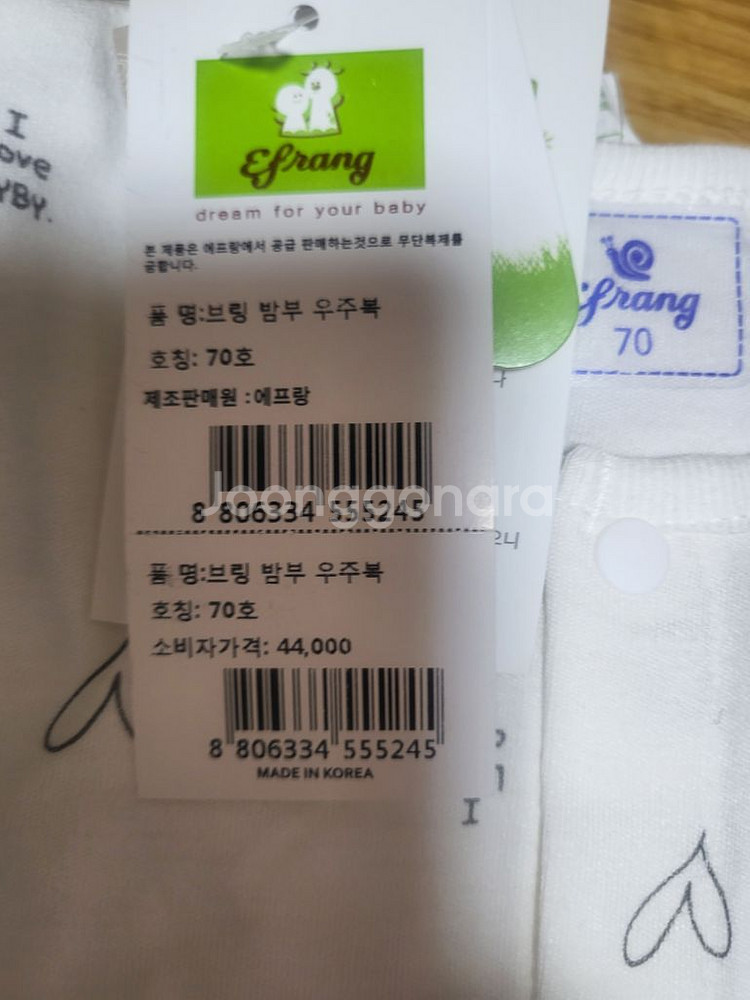 I
ove
YBY.
Efrang
dream for your baby
본 제품은 에프랑에서 공급 판매하는것으로 무단복제를
금합니다.
품 명:브링 밤부 우주복
호칭: 70호
제조판매원 :에프랑
8 806334 555245
품 명:브링 밤부 우주복
호칭: 70호
소비자가격: 44,000
8 806334 555245
MADE IN KOREA
frang
70
으니
I
Joonggonara